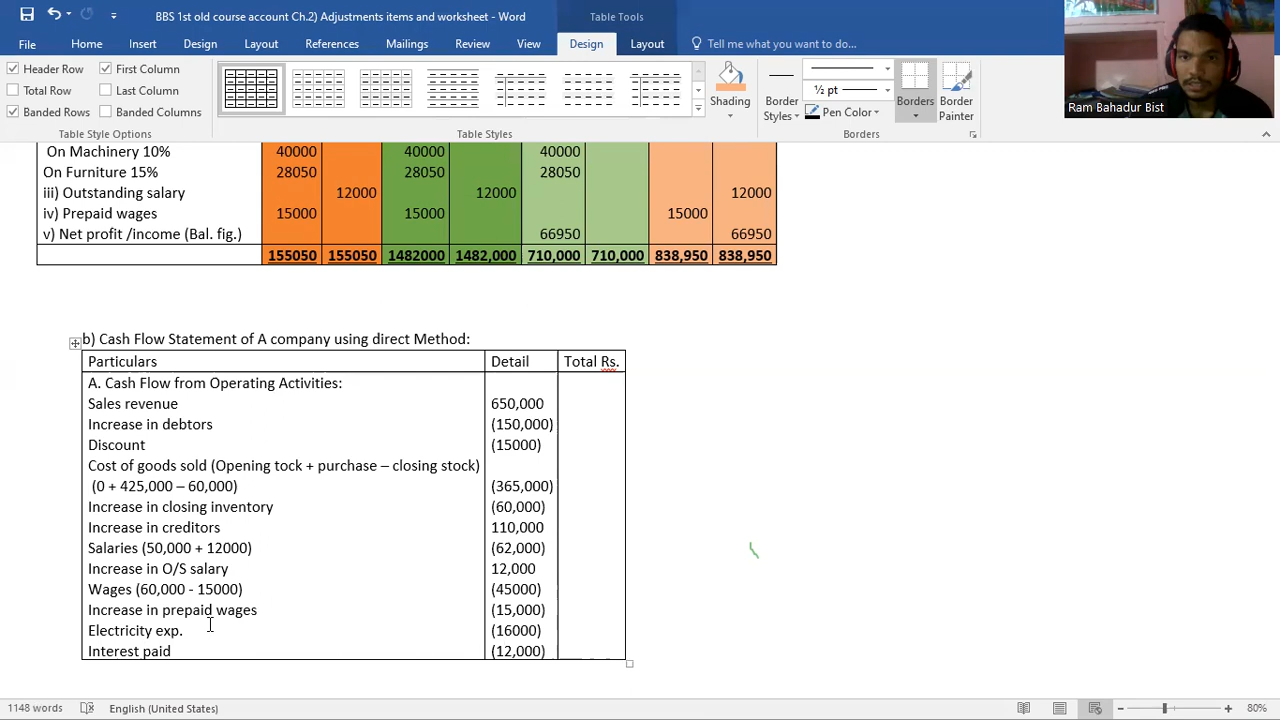 BBS 1st old course account Ch.2) Adjustments items and worksheet - Word
Table Tools
File Home Insert Design Layout References Mailings Review View Design Layout Tell me what you want to do...
Header Row First Column
Total Row Last Column
Banded Rows Banded Columns
Shading
Border Styles
½ pt
Pen Color
Borders
Border Painter
Table Style Options Table Styles Borders
Ram Bahadur Bist
On Machinery 10% 40000 40000 40000
On Furniture 15% 28050 28050 28050
iii) Outstanding salary 12000 12000 12000
iv) Prepaid wages 15000 15000 15000
v) Net profit /income (Bal. fig.) 66950 66950
155050 155050 1482000 1482,000 710,000 710,000 838,950 838,950
b) Cash Flow Statement of A company using direct Method:
Particulars Detail Total Rs.
A. Cash Flow from Operating Activities:
Sales revenue 650,000
Increase in debtors (150,000)
Discount (15000)
Cost of goods sold (Opening tock + purchase – closing stock)
(0 + 425,000 – 60,000) (365,000)
Increase in closing inventory (60,000)
Increase in creditors 110,000
Salaries (50,000 + 12000) (62,000)
Increase in O/S salary 12,000
Wages (60,000 - 15000) (45000)
Increase in prepaid wages (15,000)
Electricity exp. (16000)
Interest paid (12,000)
1148 words English (United States) 80%